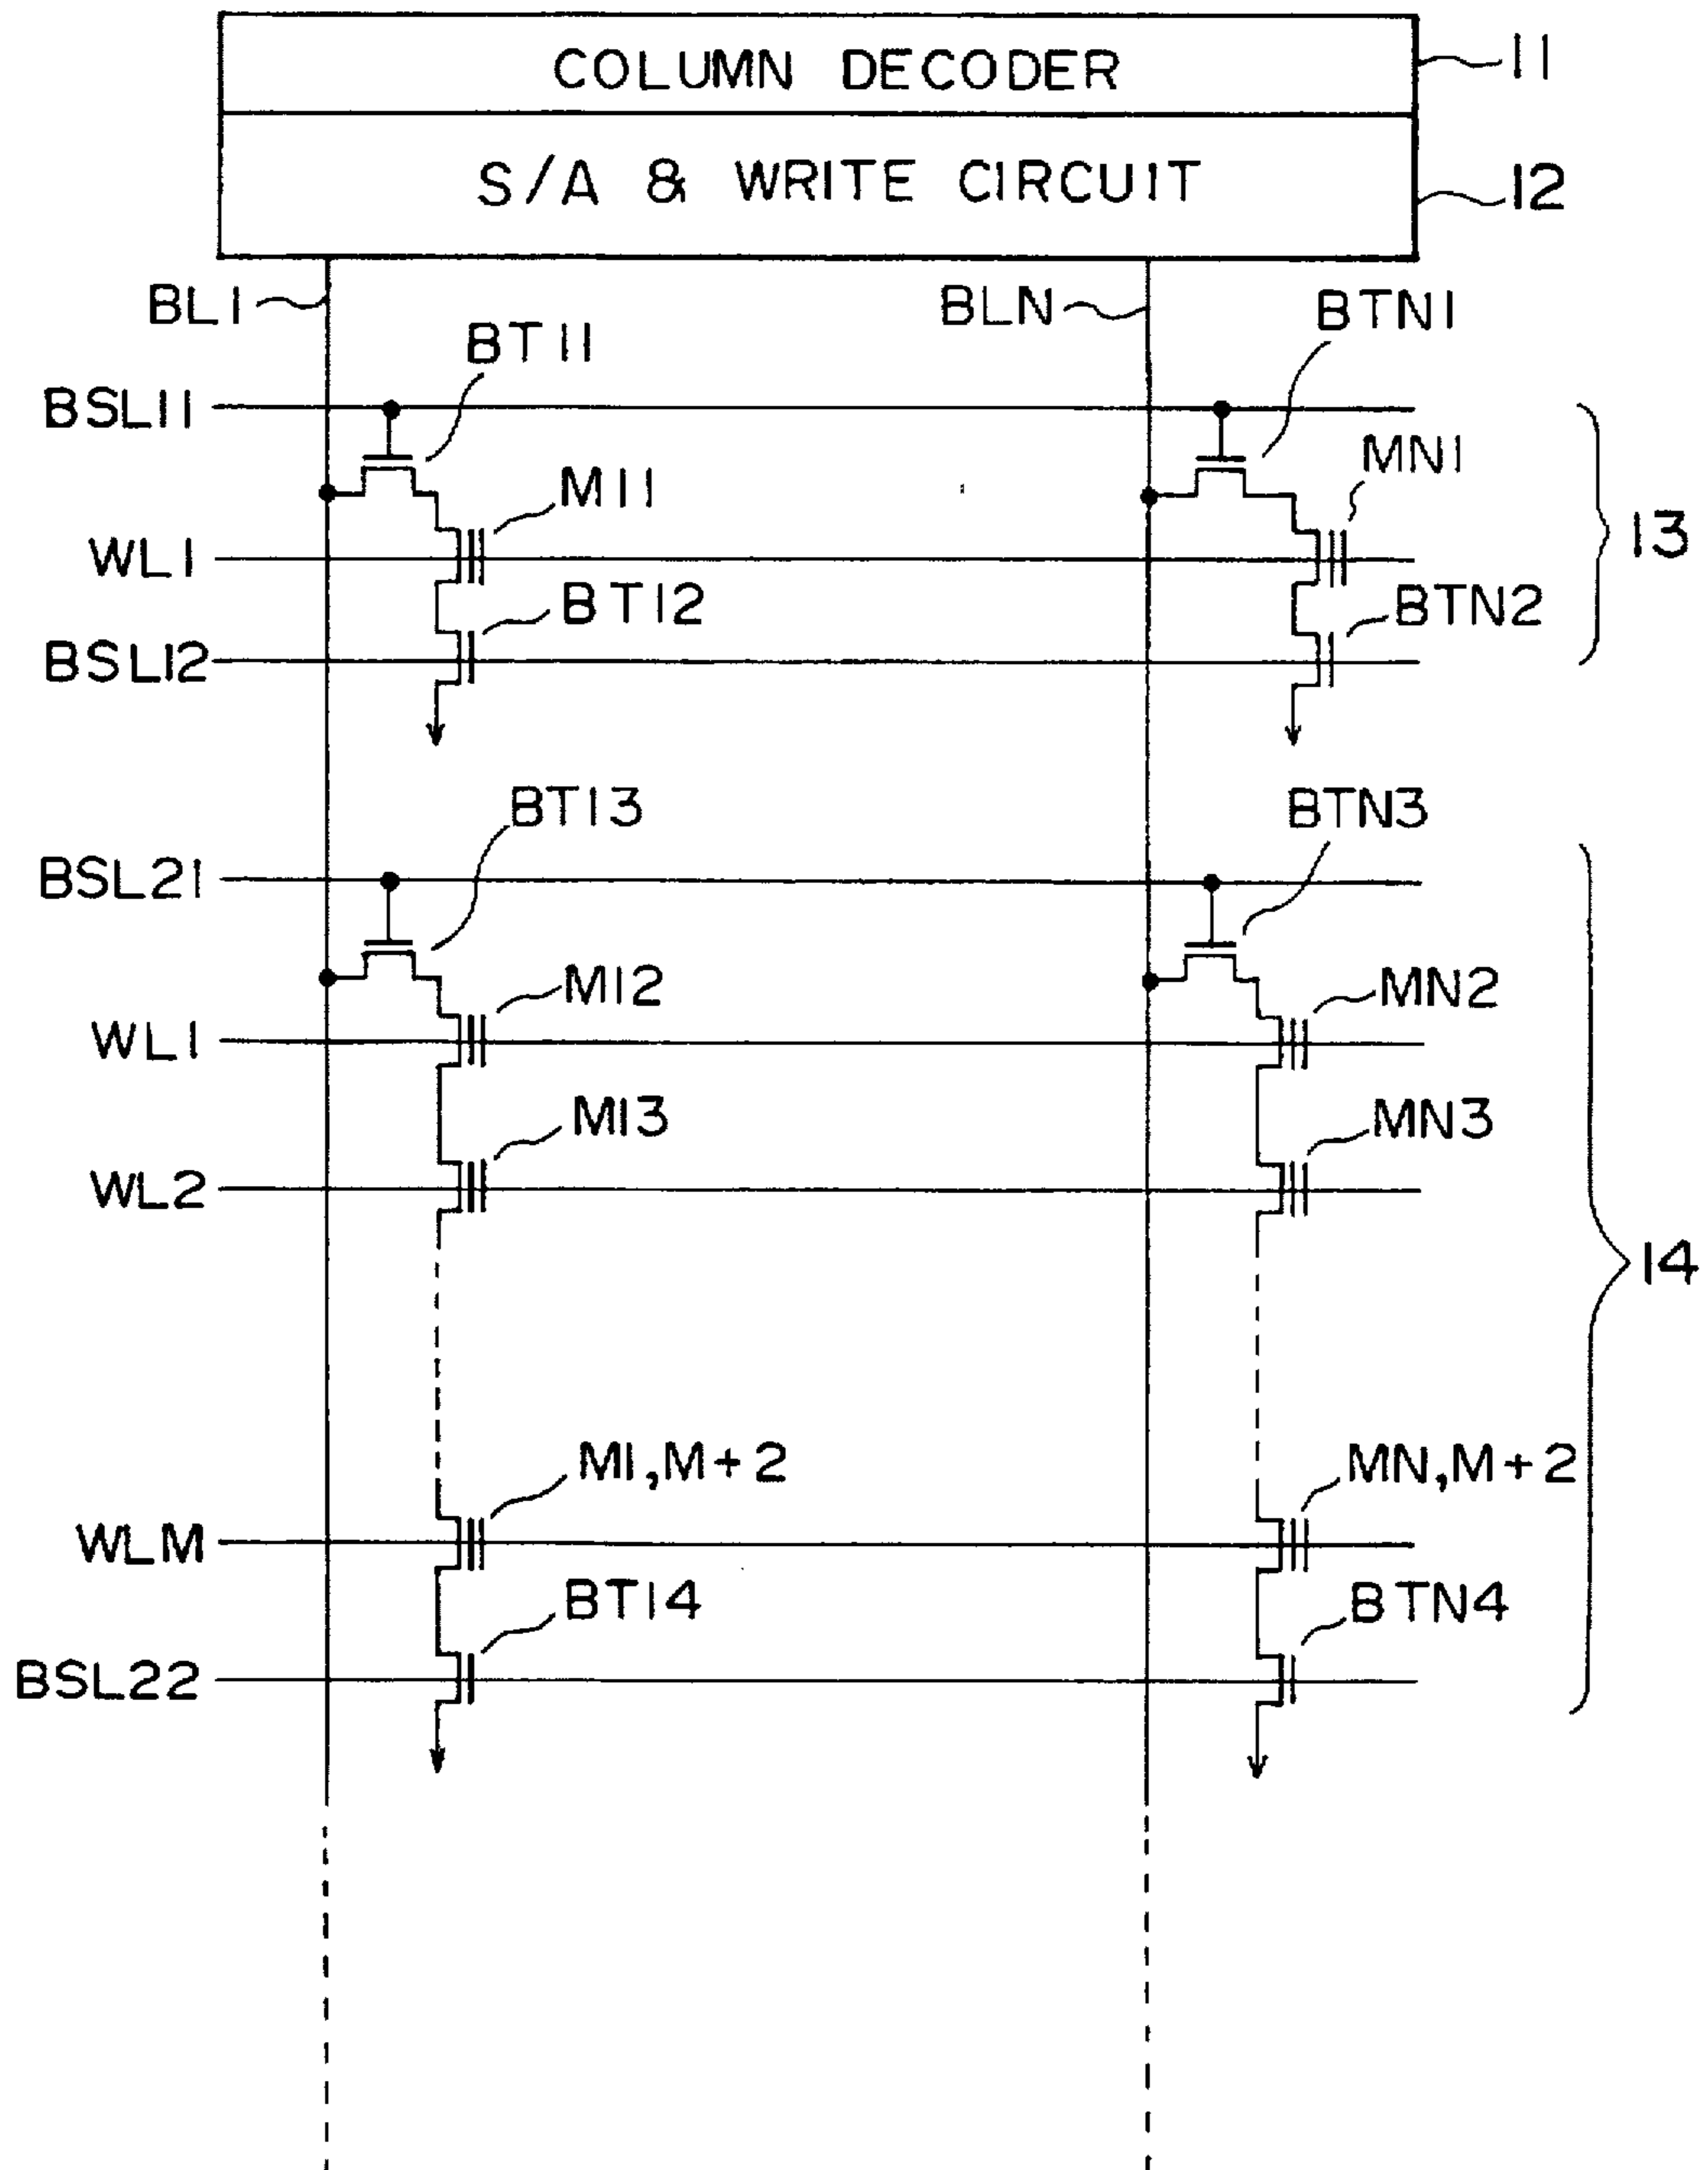 COLUMN DECODER
11
S/A & WRITE CIRCUIT
12
BL1
BLN
BTN1
BT11
BSL11
MN1
M11
13
WL1
BT12
BTN2
BSL12
BT13
BTN3
BSL21
M12
MN2
WL1
M13
MN3
WL2
14
M1,M+2
MN,M+2
WLM
BT14
BTN4
BSL22